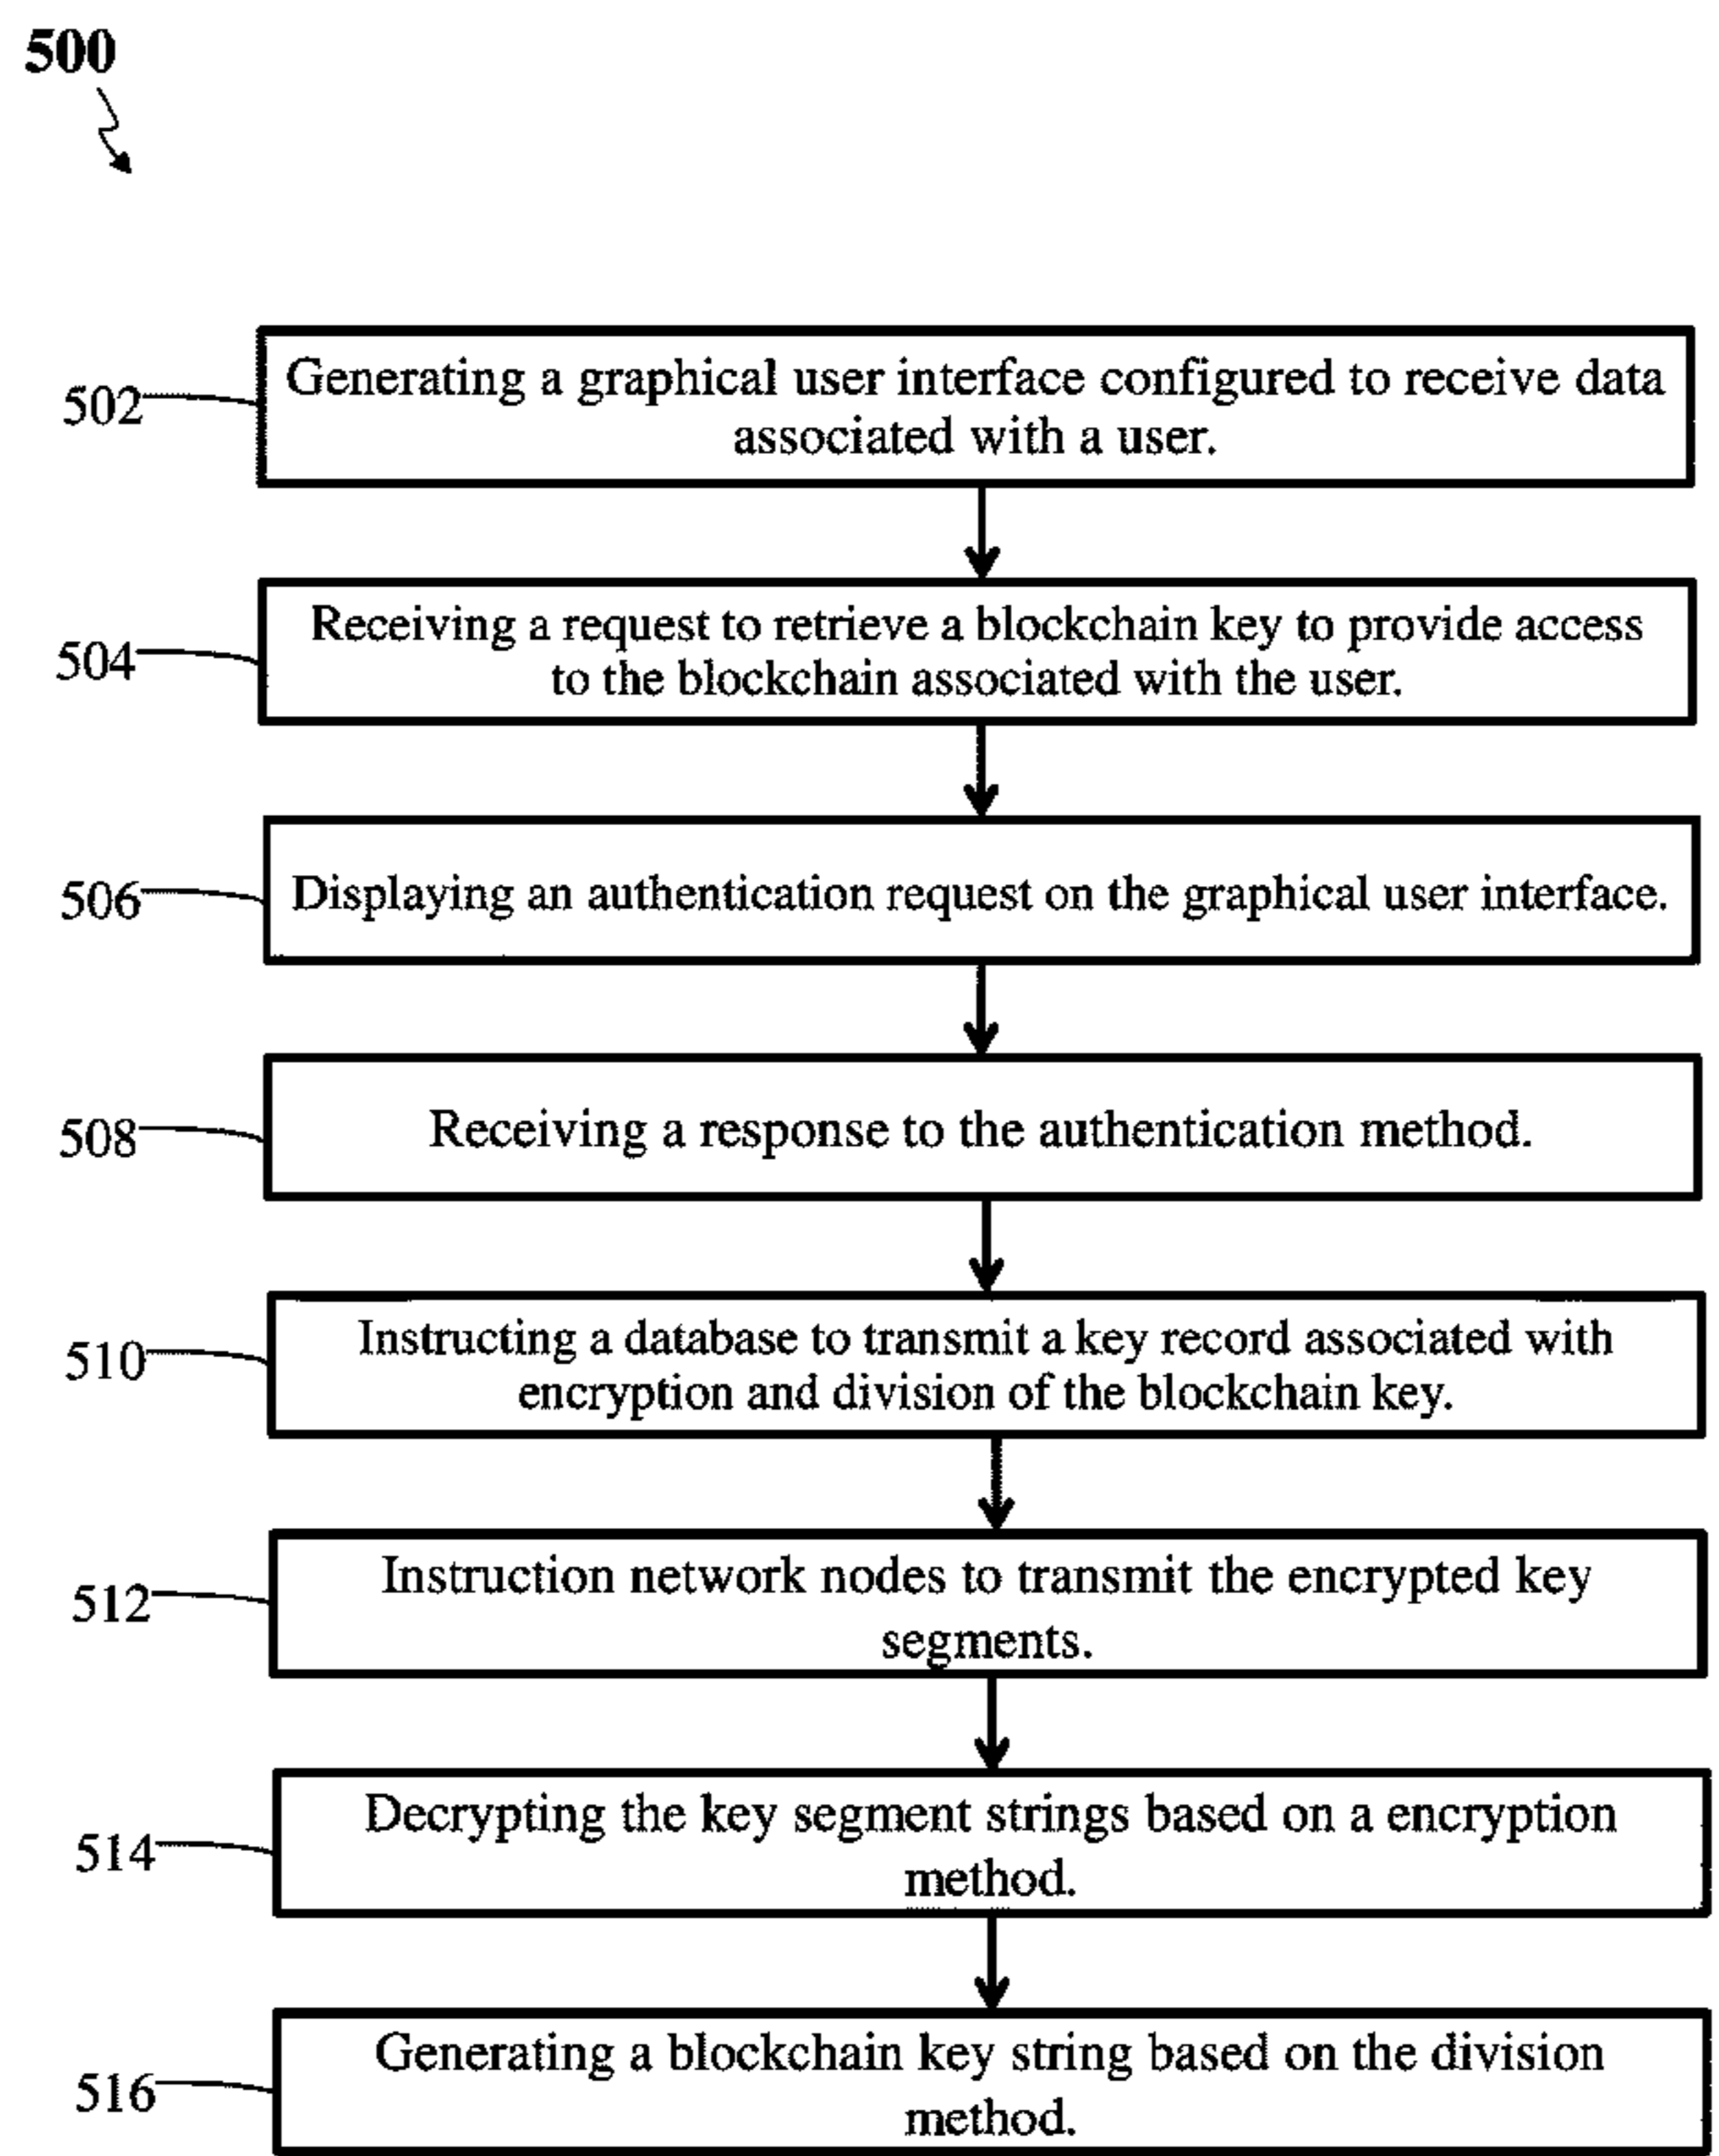 500
502
Generating a graphical user interface configured to receive data
associated with a user.
504
Receiving a request to retrieve a blockchain key to provide access
to the blockchain associated with the user.
506
Displaying an authentication request on the graphical user interface.
508
Receiving a response to the authentication method.
510
Instructing a database to transmit a key record associated with
encryption and division of the blockchain key.
512
Instruction network nodes to transmit the encrypted key
segments.
514
Decrypting the key segment strings based on a encryption
method.
516
Generating a blockchain key string based on the division
method.